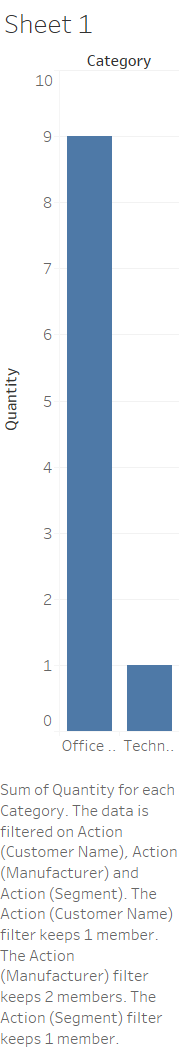 Sheet 1
Category
10
9
8
7
6
5
4
3
2
1
0
Quantity
Office .. Techn..
Sum of Quantity for each
Category. The data is
filtered on Action
(Customer Name), Action
(Manufacturer) and
Action (Segment). The
Action (Customer Name)
filter keeps 1 member.
The Action
(Manufacturer) filter
keeps 2 members. The
Action (Segment) filter
keeps 1 member.